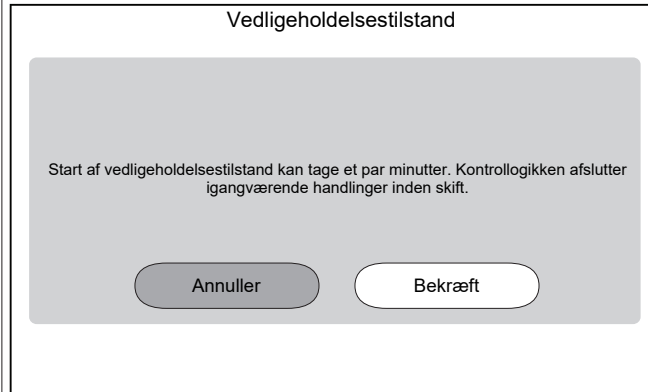 Vedligeholdelsestilstand
Start af vedligeholdelsestilstand kan tage et par minutter. Kontrollogikken afslutter
igangværende handlinger inden skift.
Annuller
Bekræft